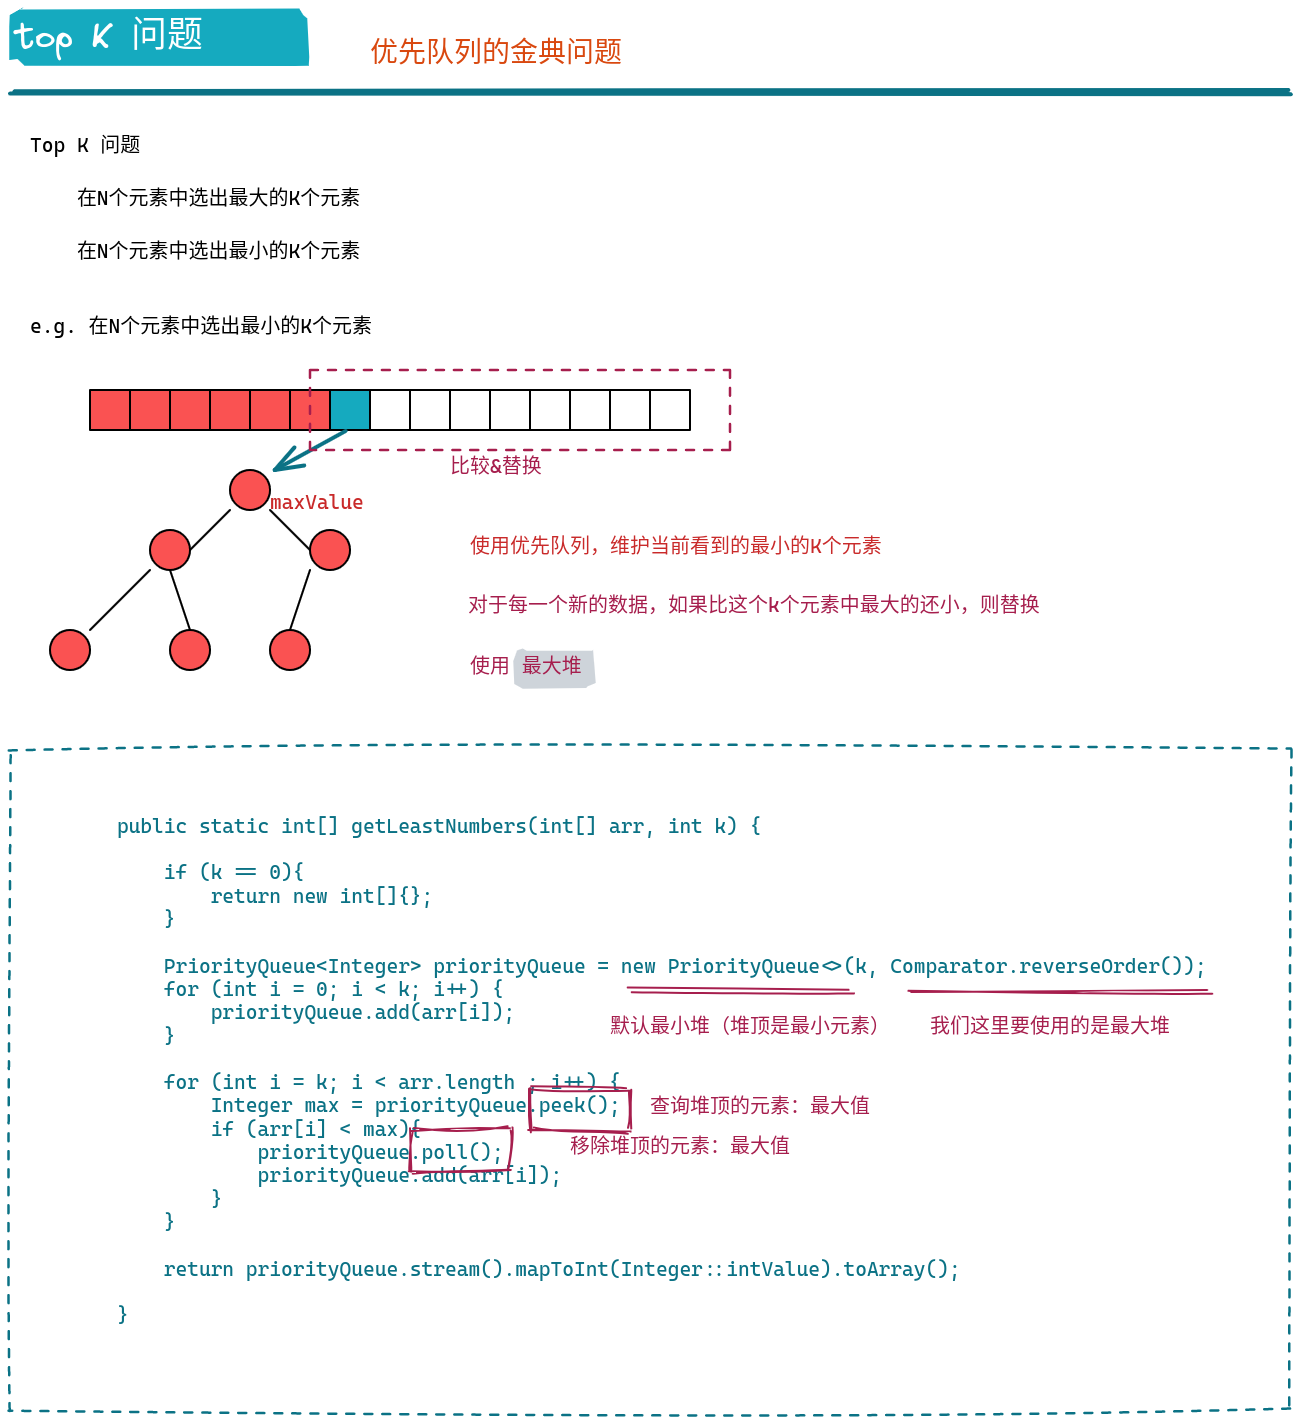 top K 问题
优先队列的金典问题
Top K 问题
在N个元素中选出最大的K个元素
在N个元素中选出最小的K个元素
e.g. 在N个元素中选出最小的K个元素
比较&替换
maxValue
使用优先队列，维护当前看到的最小的K个元素
对于每一个新的数据，如果比这个k个元素中最大的还小，则替换
使用 最大堆
public static int[] getLeastNumbers(int[] arr, int k) {
if (k == 0){
return new int[]{};
}
PriorityQueue<Integer> priorityQueue = new PriorityQueue<>(k, Comparator.reverseOrder());
for (int i = 0; i < k; i++) {
priorityQueue.add(arr[i]);
默认最小堆（堆顶是最小元素） 我们这里要使用的是最大堆
}
for (int i = k; i < arr.length ; i++) {
Integer max = priorityQueue.peek(); 查询堆顶的元素：最大值
if (arr[i] < max){
移除堆顶的元素：最大值
priorityQueue.poll();
priorityQueue.add(arr[i]);
}
}
return priorityQueue.stream().mapToInt(Integer::intValue).toArray();
}